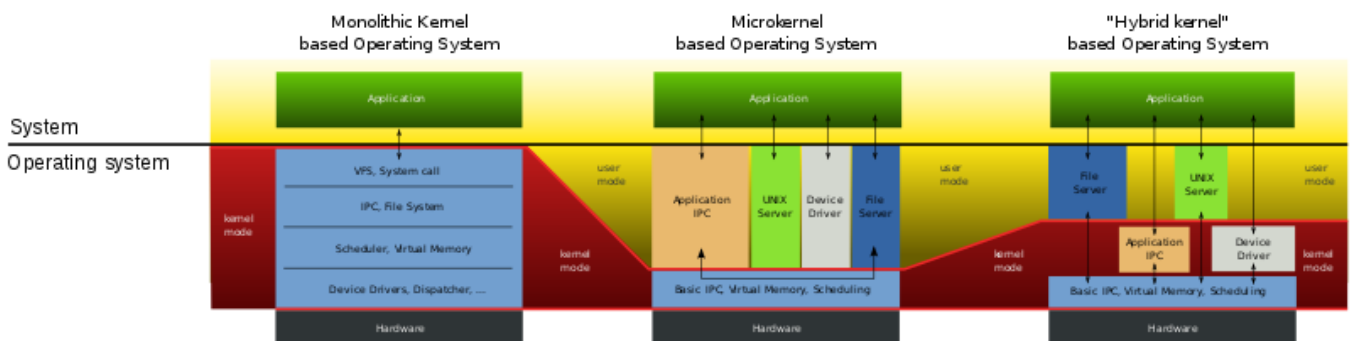 Monolithic Kernel
based Operating System
Microkernel
based Operating System
"Hybrid kernel"
based Operating System
Application
Application
Application
System
Operating system
VFS, System call
IPC, File System
Scheduler, Virtual Memory
Device Drivers, Dispatcher, ...
Hardware
kernel
mode
user
mode
kernel
mode
Application
IPC
UNIX
Server
Device
Driver
File
Server
Basic IPC, Virtual Memory, Scheduling
Hardware
user
mode
kernel
mode
File
Server
UNIX
Server
Application
IPC
Device
Driver
Basic IPC, Virtual Memory, Scheduling
Hardware
user
mode
kernel
mode